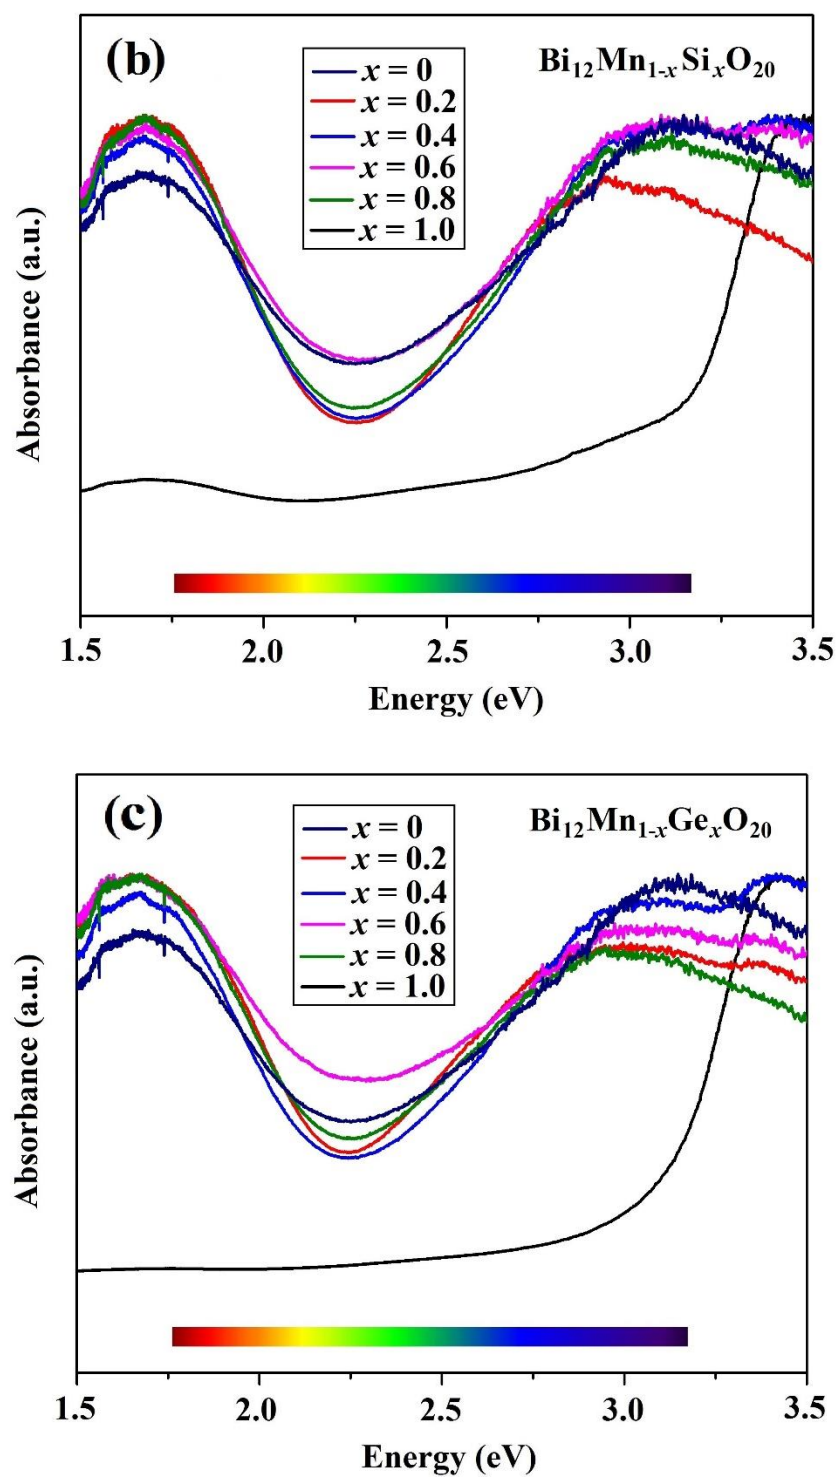 (b)
x = 0
x = 0.2
x = 0.4
x = 0.6
x = 0.8
x = 1.0
Bi₁₂Mn₁₋ₓSiₓO₂₀
Absorbance (a.u.)
1.5 2.0 2.5 3.0 3.5
Energy (eV)
(c)
x = 0
x = 0.2
x = 0.4
x = 0.6
x = 0.8
x = 1.0
Bi₁₂Mn₁₋ₓGeₓO₂₀
Absorbance (a.u.)
1.5 2.0 2.5 3.0 3.5
Energy (eV)